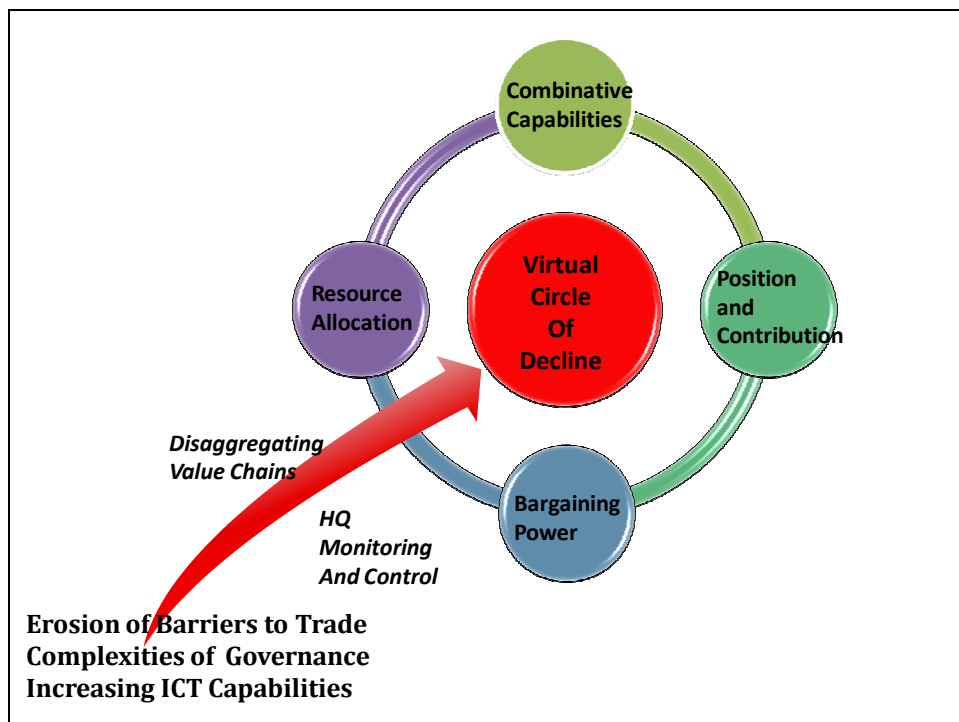 Combinative
Capabilities
Virtual
Circle
Of
Decline
Resource
Allocation
Position
and
Contribution
Disaggregating
Value Chains
Bargaining
Power
HQ
Monitoring
And Control
Erosion of Barriers to Trade
Complexities of Governance
Increasing ICT Capabilities